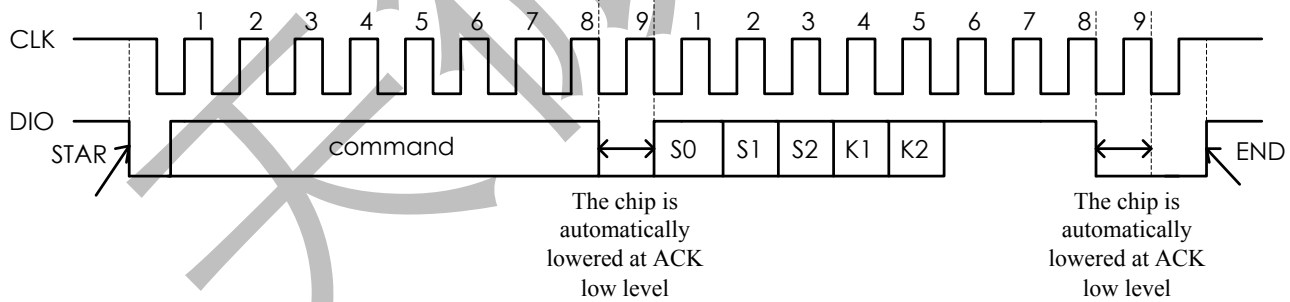 1 2 3 4 5 6 7 8 9 1 2 3 4 5 6 7 8 9
CLK
DIO
STAR
command
S0 S1 S2 K1 K2
END
The chip is
automatically
lowered at ACK
low level
The chip is
automatically
lowered at ACK
low level